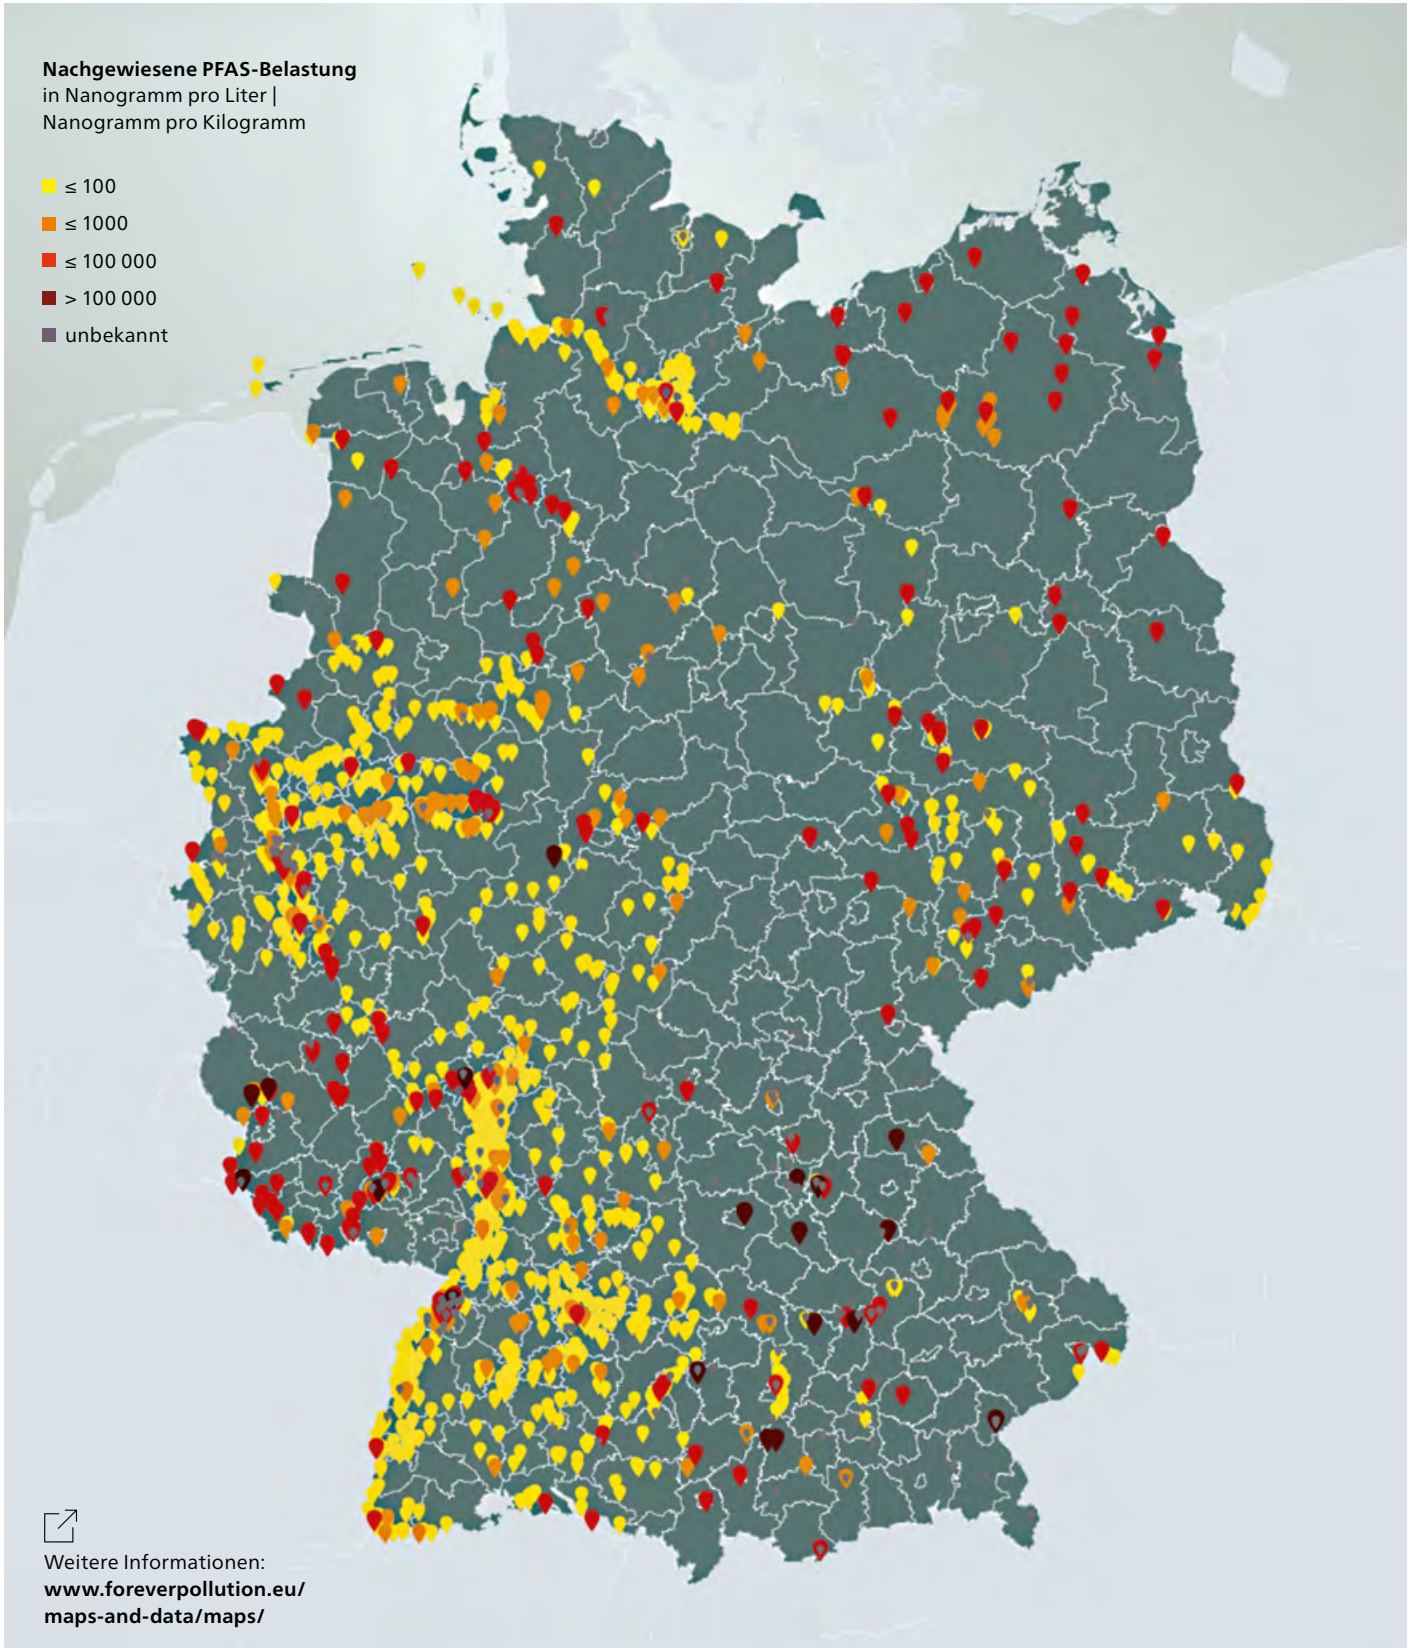 Nachgewiesene PFAS-Belastung
in Nanogramm pro Liter |
Nanogramm pro Kilogramm
≤ 100
≤ 1000
≤ 100 000
> 100 000
unbekannt
Weitere Informationen:
www.foreverpollution.eu/
maps-and-data/maps/